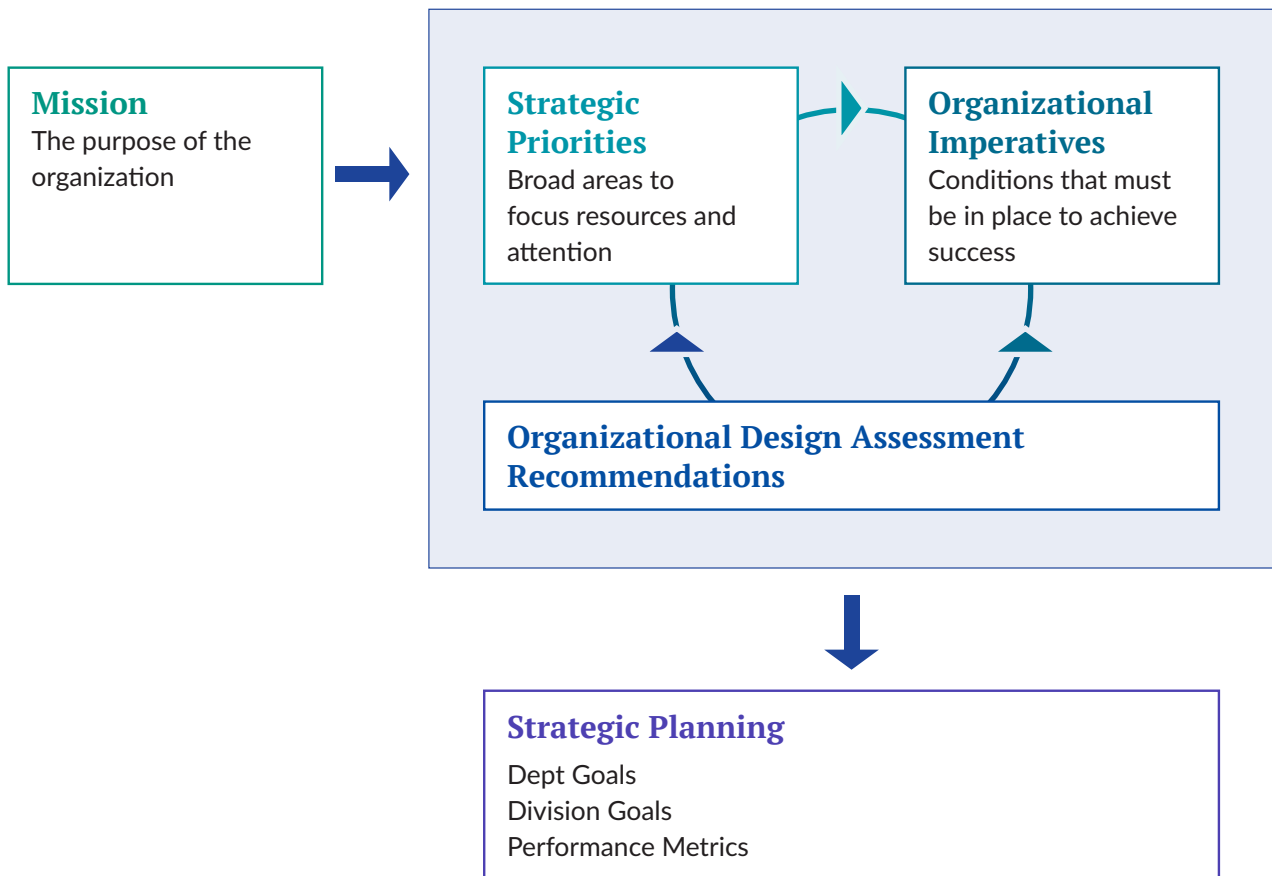 Mission
The purpose of the
organization
Strategic
Priorities
Broad areas to
focus resources and
attention
Organizational
Imperatives
Conditions that must
be in place to achieve
success
Organizational Design Assessment
Recommendations
Strategic Planning
Dept Goals
Division Goals
Performance Metrics